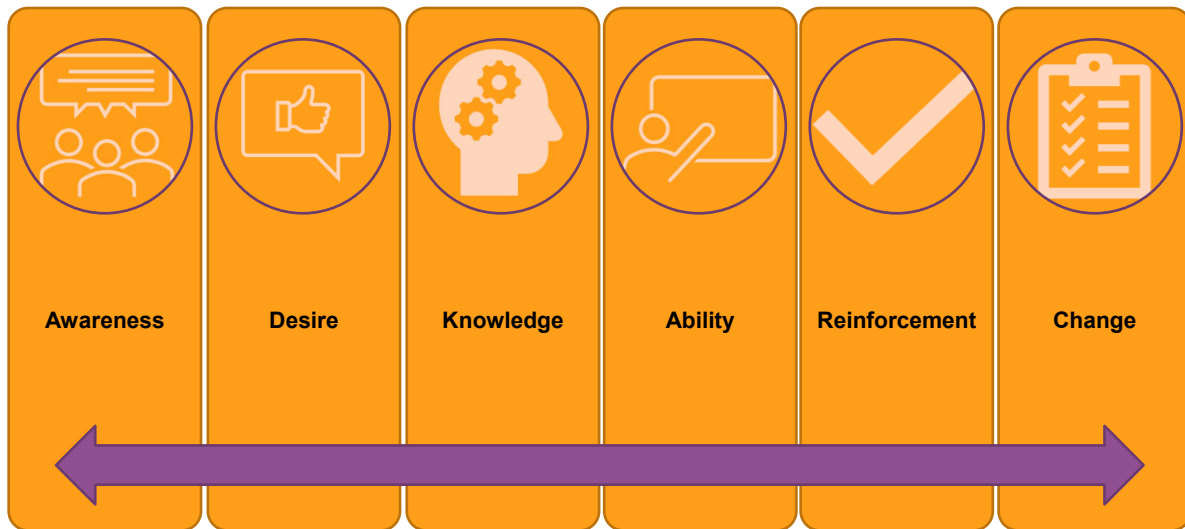 Awareness
Desire
Knowledge
Ability
Reinforcement
Change